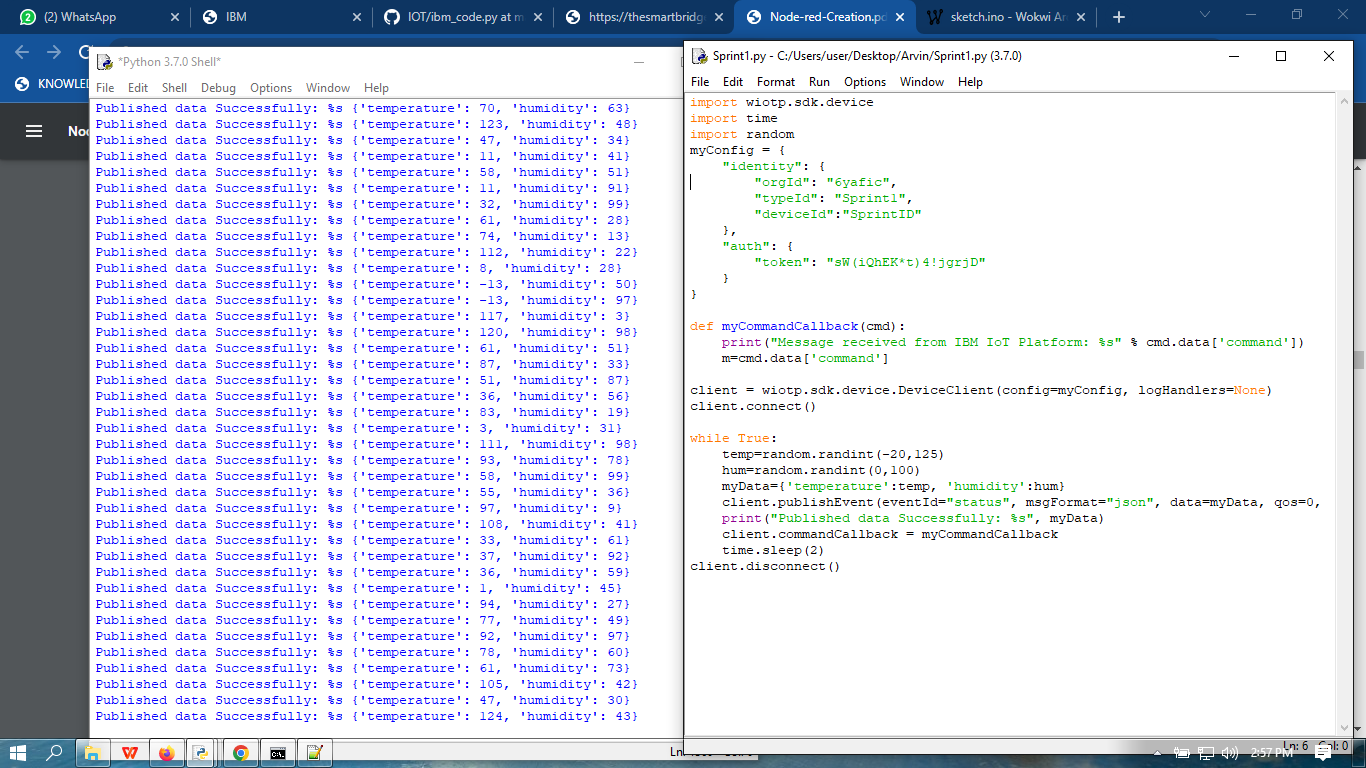 (2) WhatsApp
IBM
IOT/ibm_code.py at m
https://thesmartbridge
Node-red-Creation.pd
sketch.ino - Wokwi Ar
KNOWLE
Noo
*Python 3.7.0 Shell*
File Edit Shell Debug Options Window Help
Published data Successfully: %s {'temperature': 70, 'humidity': 63}
Published data Successfully: %s {'temperature': 123, 'humidity': 48}
Published data Successfully: %s {'temperature': 47, 'humidity': 34}
Published data Successfully: %s {'temperature': 11, 'humidity': 41}
Published data Successfully: %s {'temperature': 58, 'humidity': 51}
Published data Successfully: %s {'temperature': 11, 'humidity': 91}
Published data Successfully: %s {'temperature': 32, 'humidity': 99}
Published data Successfully: %s {'temperature': 61, 'humidity': 28}
Published data Successfully: %s {'temperature': 74, 'humidity': 13}
Published data Successfully: %s {'temperature': 112, 'humidity': 22}
Published data Successfully: %s {'temperature': 8, 'humidity': 28}
Published data Successfully: %s {'temperature': -13, 'humidity': 50}
Published data Successfully: %s {'temperature': -13, 'humidity': 97}
Published data Successfully: %s {'temperature': 117, 'humidity': 3}
Published data Successfully: %s {'temperature': 120, 'humidity': 98}
Published data Successfully: %s {'temperature': 61, 'humidity': 51}
Published data Successfully: %s {'temperature': 87, 'humidity': 33}
Published data Successfully: %s {'temperature': 51, 'humidity': 87}
Published data Successfully: %s {'temperature': 36, 'humidity': 56}
Published data Successfully: %s {'temperature': 83, 'humidity': 19}
Published data Successfully: %s {'temperature': 3, 'humidity': 31}
Published data Successfully: %s {'temperature': 111, 'humidity': 98}
Published data Successfully: %s {'temperature': 93, 'humidity': 78}
Published data Successfully: %s {'temperature': 58, 'humidity': 99}
Published data Successfully: %s {'temperature': 55, 'humidity': 36}
Published data Successfully: %s {'temperature': 97, 'humidity': 9}
Published data Successfully: %s {'temperature': 108, 'humidity': 41}
Published data Successfully: %s {'temperature': 33, 'humidity': 61}
Published data Successfully: %s {'temperature': 37, 'humidity': 92}
Published data Successfully: %s {'temperature': 36, 'humidity': 59}
Published data Successfully: %s {'temperature': 1, 'humidity': 45}
Published data Successfully: %s {'temperature': 94, 'humidity': 27}
Published data Successfully: %s {'temperature': 77, 'humidity': 49}
Published data Successfully: %s {'temperature': 92, 'humidity': 97}
Published data Successfully: %s {'temperature': 78, 'humidity': 60}
Published data Successfully: %s {'temperature': 61, 'humidity': 73}
Published data Successfully: %s {'temperature': 105, 'humidity': 42}
Published data Successfully: %s {'temperature': 47, 'humidity': 30}
Published data Successfully: %s {'temperature': 124, 'humidity': 43}
Sprint1.py - C:/Users/user/Desktop/Arvin/Sprint1.py (3.7.0)
File Edit Format Run Options Window Help
import wiotp.sdk.device
import time
import random
myConfig = {
    "identity": {
        "orgId": "6yafic",
        "typeId": "Sprint1",
        "deviceId":"SprintID"
    },
    "auth": {
        "token": "sW(iQhEK*t)4!jgrjD"
    }
}
def myCommandCallback(cmd):
    print("Message received from IBM IoT Platform: %s" % cmd.data['command'])
    m=cmd.data['command']
client = wiotp.sdk.device.DeviceClient(config=myConfig, logHandlers=None)
client.connect()
while True:
    temp=random.randint(-20,125)
    hum=random.randint(0,100)
    myData={'temperature':temp, 'humidity':hum}
    client.publishEvent(eventId="status", msgFormat="json", data=myData, qos=0,
    print("Published data Successfully: %s", myData)
    client.commandCallback = myCommandCallback
    time.sleep(2)
client.disconnect()
Ln: 6 Col: 0
2:57 PM